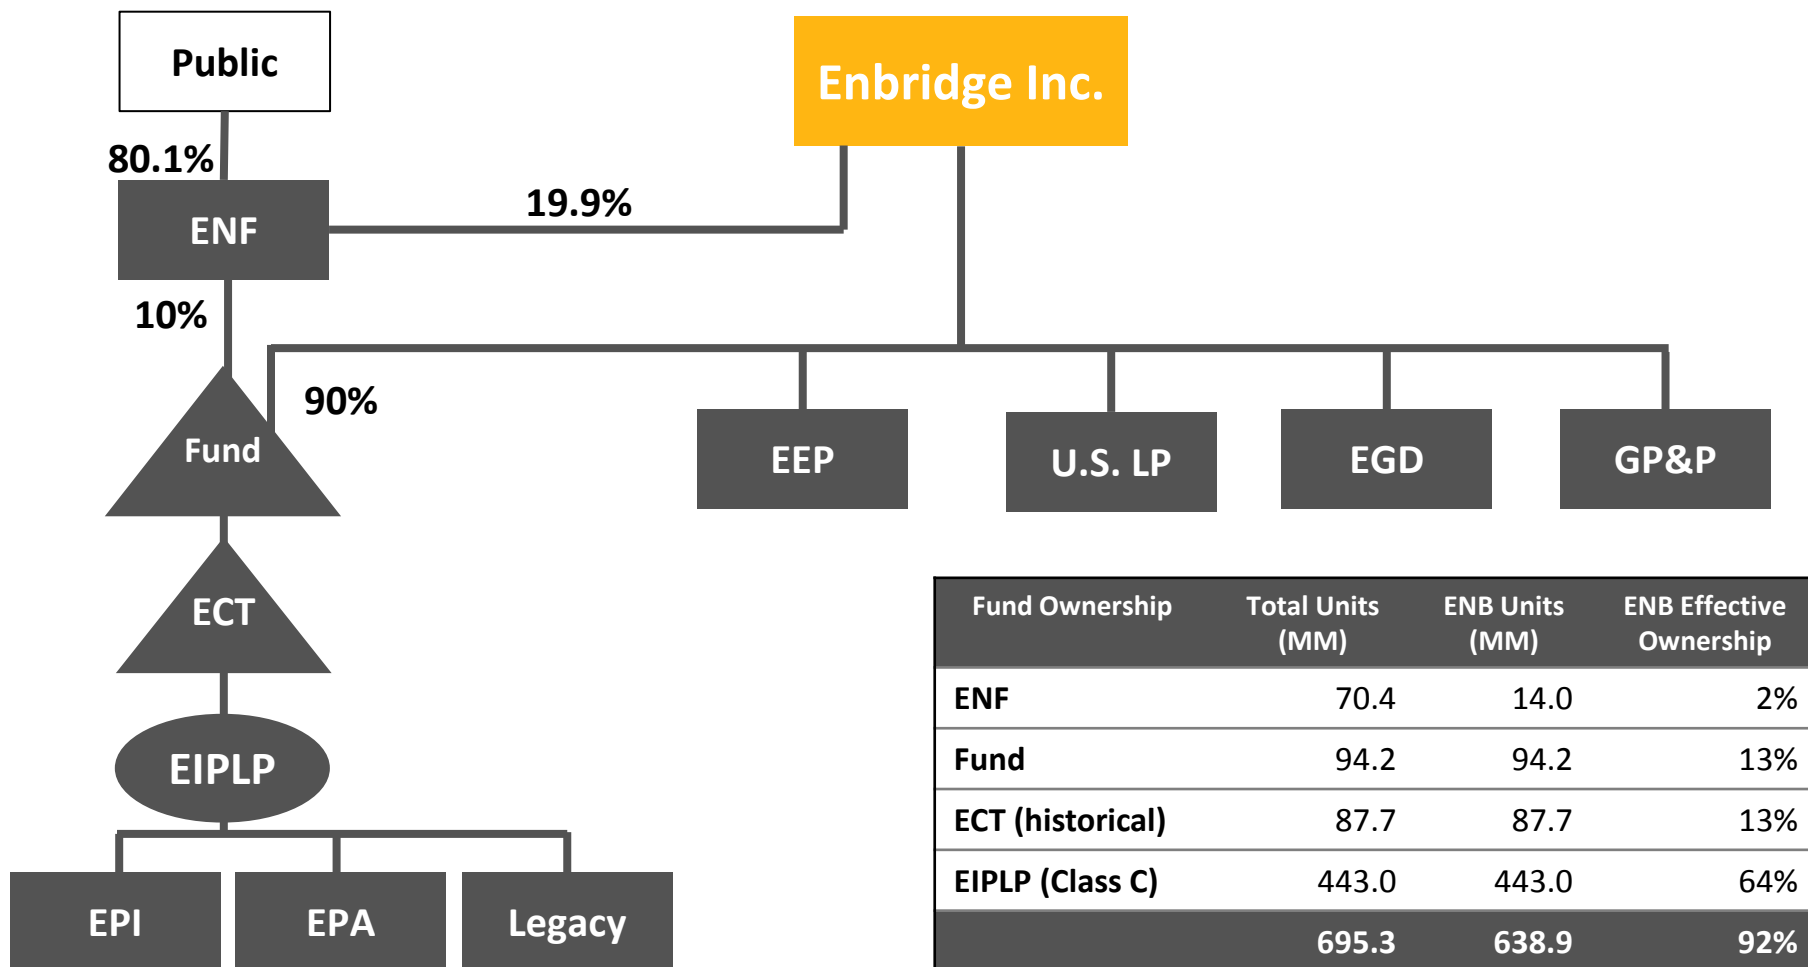 Public
Enbridge Inc.
80.1%
19.9%
ENF
10%
90%
Fund
EEP
U.S. LP
EGD
GP&P
ECT
EIPLP
EPI
EPA
Legacy
Fund Ownership Total Units (MM) ENB Units (MM) ENB Effective Ownership
ENF 70.4 14.0 2%
Fund 94.2 94.2 13%
ECT (historical) 87.7 87.7 13%
EIPLP (Class C) 443.0 443.0 64%
695.3 638.9 92%